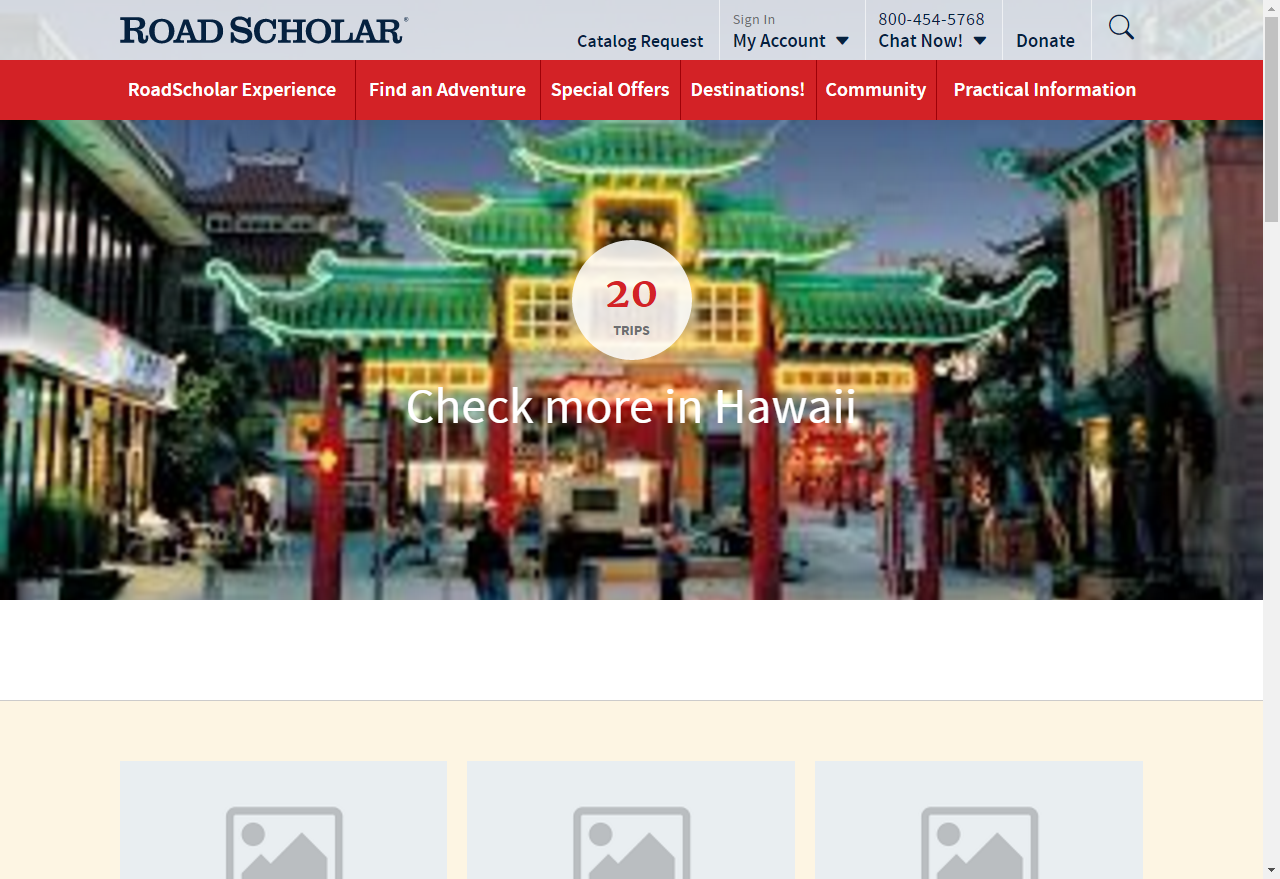 ROAD SCHOLAR®
Catalog Request
Sign In
My Account
800-454-5768
Chat Now!
Donate
RoadScholar Experience
Find an Adventure
Special Offers
Destinations!
Community
Practical Information
20
TRIPS
Check more in Hawaii